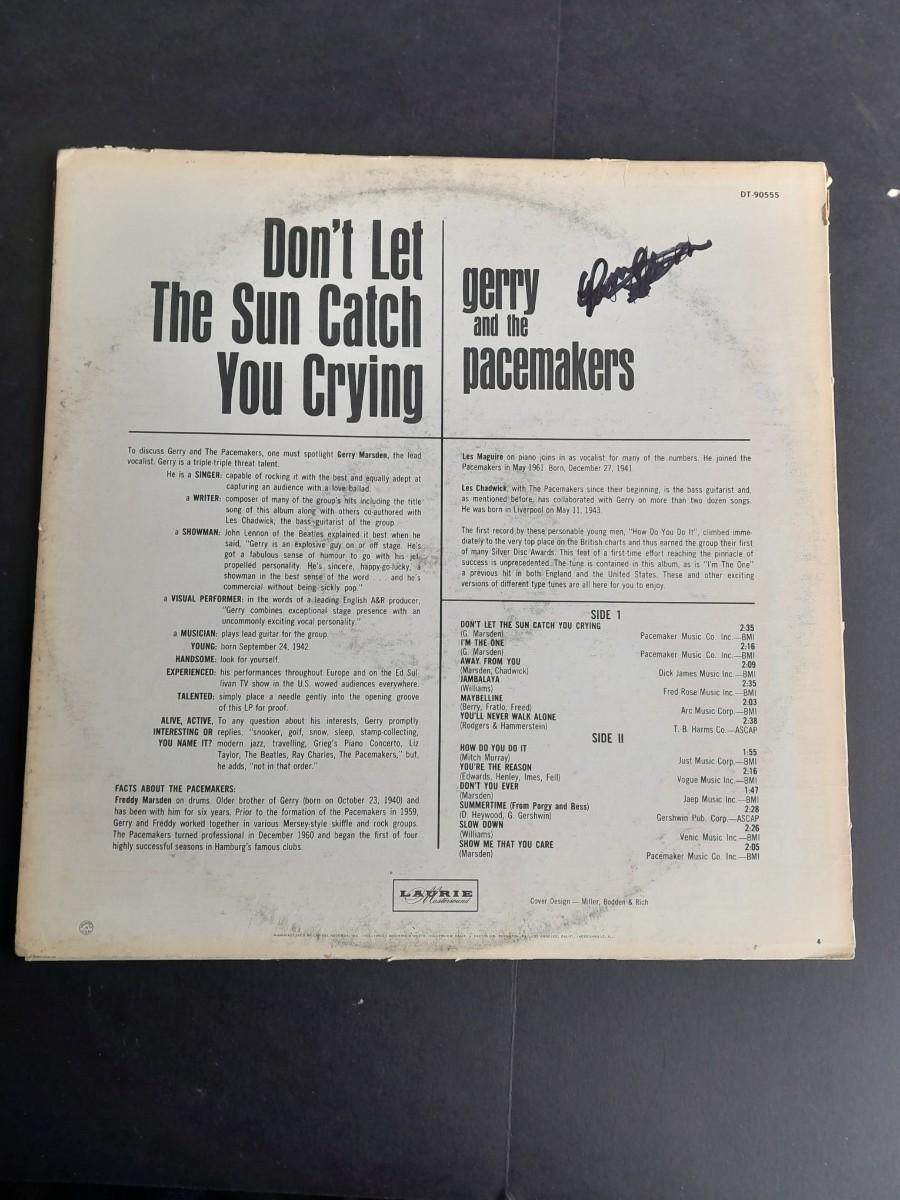 DT-90555
Don't Let
The Sun Catch
You Crying
gerry
and the
pacemakers
To discuss Gerry and The Pacemakers, one must spotlight Gerry Marsden, the lead
vocalist. Gerry is a triple-triple threat talent.
He is a SINGER: capable of rocking it with the best and equally adept at
capturing an audience with a love ballad.
a WRITER: composer of many of the group's hits including the title
song of this album along with others co-authored with
Les Chadwick, the bass-guitarist of the group.
a SHOWMAN: John Lennon of the Beatles explained it best when he
said, "Gerry is an explosive guy on or off stage. He's
got a fabulous sense of humour to go with his jet-
propelled personality. He's sincere, happy-go-lucky, a
showman in the best sense of the word . . . and he's
commercial without being sickly pop."
a VISUAL PERFORMER: in the words of a leading English A&R producer,
"Gerry combines exceptional stage presence with an
uncommonly exciting vocal personality."
a MUSICIAN: plays lead guitar for the group.
YOUNG: born September 24, 1942.
HANDSOME: look for yourself.
EXPERIENCED: his performances throughout Europe and on the Ed Sul-
livan TV show in the U.S. wowed audiences everywhere.
TALENTED: simply place a needle gently into the opening groove
of this LP for proof.
ALIVE, ACTIVE, To any question about his interests, Gerry promptly
INTERESTING OR replies, "snooker, golf, snow, sleep, stamp-collecting,
YOU NAME IT? modern jazz, travelling, Grieg's Piano Concerto, Liz
Taylor, The Beatles, Ray Charles, The Pacemakers," but,
he adds, "not in that order."
FACTS ABOUT THE PACEMAKERS:
Freddy Marsden on drums. Older brother of Gerry (born on October 23, 1940) and
has been with him for six years. Prior to the formation of the Pacemakers in 1959,
Gerry and Freddy worked together in various Mersey-style skiffle and rock groups.
The Pacemakers turned professional in December 1960 and began the first of four
highly successful seasons in Hamburg's famous clubs.
Les Maguire on piano joins in as vocalist for many of the numbers. He joined the
Pacemakers in May 1961. Born, December 27, 1941.
Les Chadwick, with The Pacemakers since their beginning, is the bass guitarist and,
as mentioned before, has collaborated with Gerry on more than two dozen songs.
He was born in Liverpool on May 11, 1943.
The first record by these personable young men, "How Do You Do It", climbed imme-
diately to the very top place on the British charts and thus earned the group their first
of many Silver Disc Awards. This feat of a first-time effort reaching the pinnacle of
success is unprecedented. The tune is contained in this album, as is "I'm The One"
a previous hit in both England and the United States. These and other exciting
versions of different type tunes are all here for you to enjoy.
SIDE 1
DON'T LET THE SUN CATCH YOU CRYING 2:35
(G. Marsden) Pacemaker Music Co. Inc.—BMI
I'M THE ONE 2:16
(G. Marsden) Pacemaker Music Co. Inc.—BMI
AWAY FROM YOU 2:09
(Marsden, Chadwick) Dick James Music Inc.—BMI
JAMBALAYA 2:35
(Williams) Fred Rose Music Inc.—BMI
MAYBELLINE 2:03
(Berry, Fratlo, Freed) Arc Music Corp.—BMI
YOU'LL NEVER WALK ALONE 2:38
(Rodgers & Hammerstein) T. B. Harms Co.—ASCAP
SIDE II
HOW DO YOU DO IT 1:55
(Mitch Murray) Just Music Corp.—BMI
YOU'RE THE REASON 2:16
(Edwards, Henley, Imes, Fell) Vogue Music Inc.—BMI
DON'T YOU EVER 1:47
(Marsden) Jaep Music Inc.—BMI
SUMMERTIME (From Porgy and Bess) 2:28
(D. Heywood, G. Gershwin) Gershwin Pub. Corp.—ASCAP
SLOW DOWN 2:26
(Williams) Venic Music Inc.—BMI
SHOW ME THAT YOU CARE 2:05
(Marsden) Pacemaker Music Co. Inc.—BMI
LAURIE
Mastersound
Cover Design — Miller, Bodden & Rich